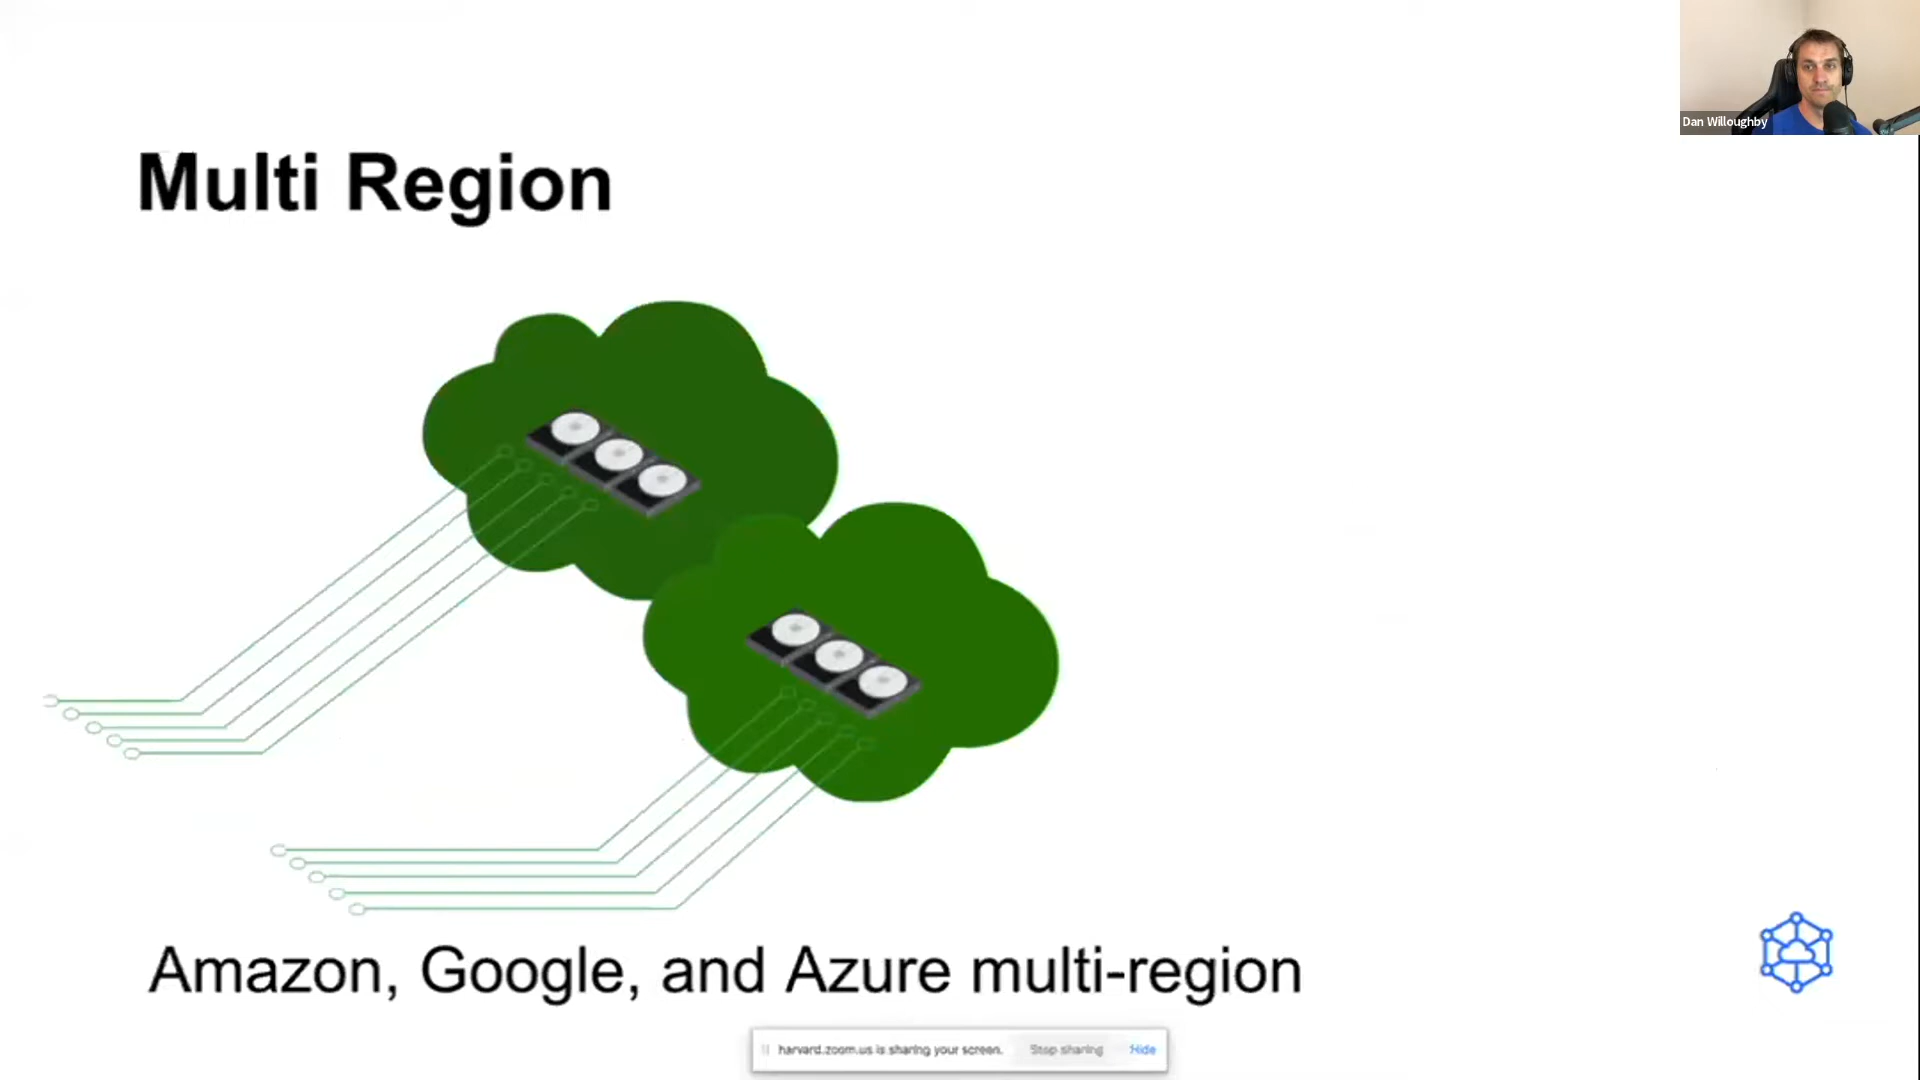 Dan Willoughby
Multi Region
Amazon, Google, and Azure multi-region
harvard.zoom.us is sharing your screen. Stop sharing Hide